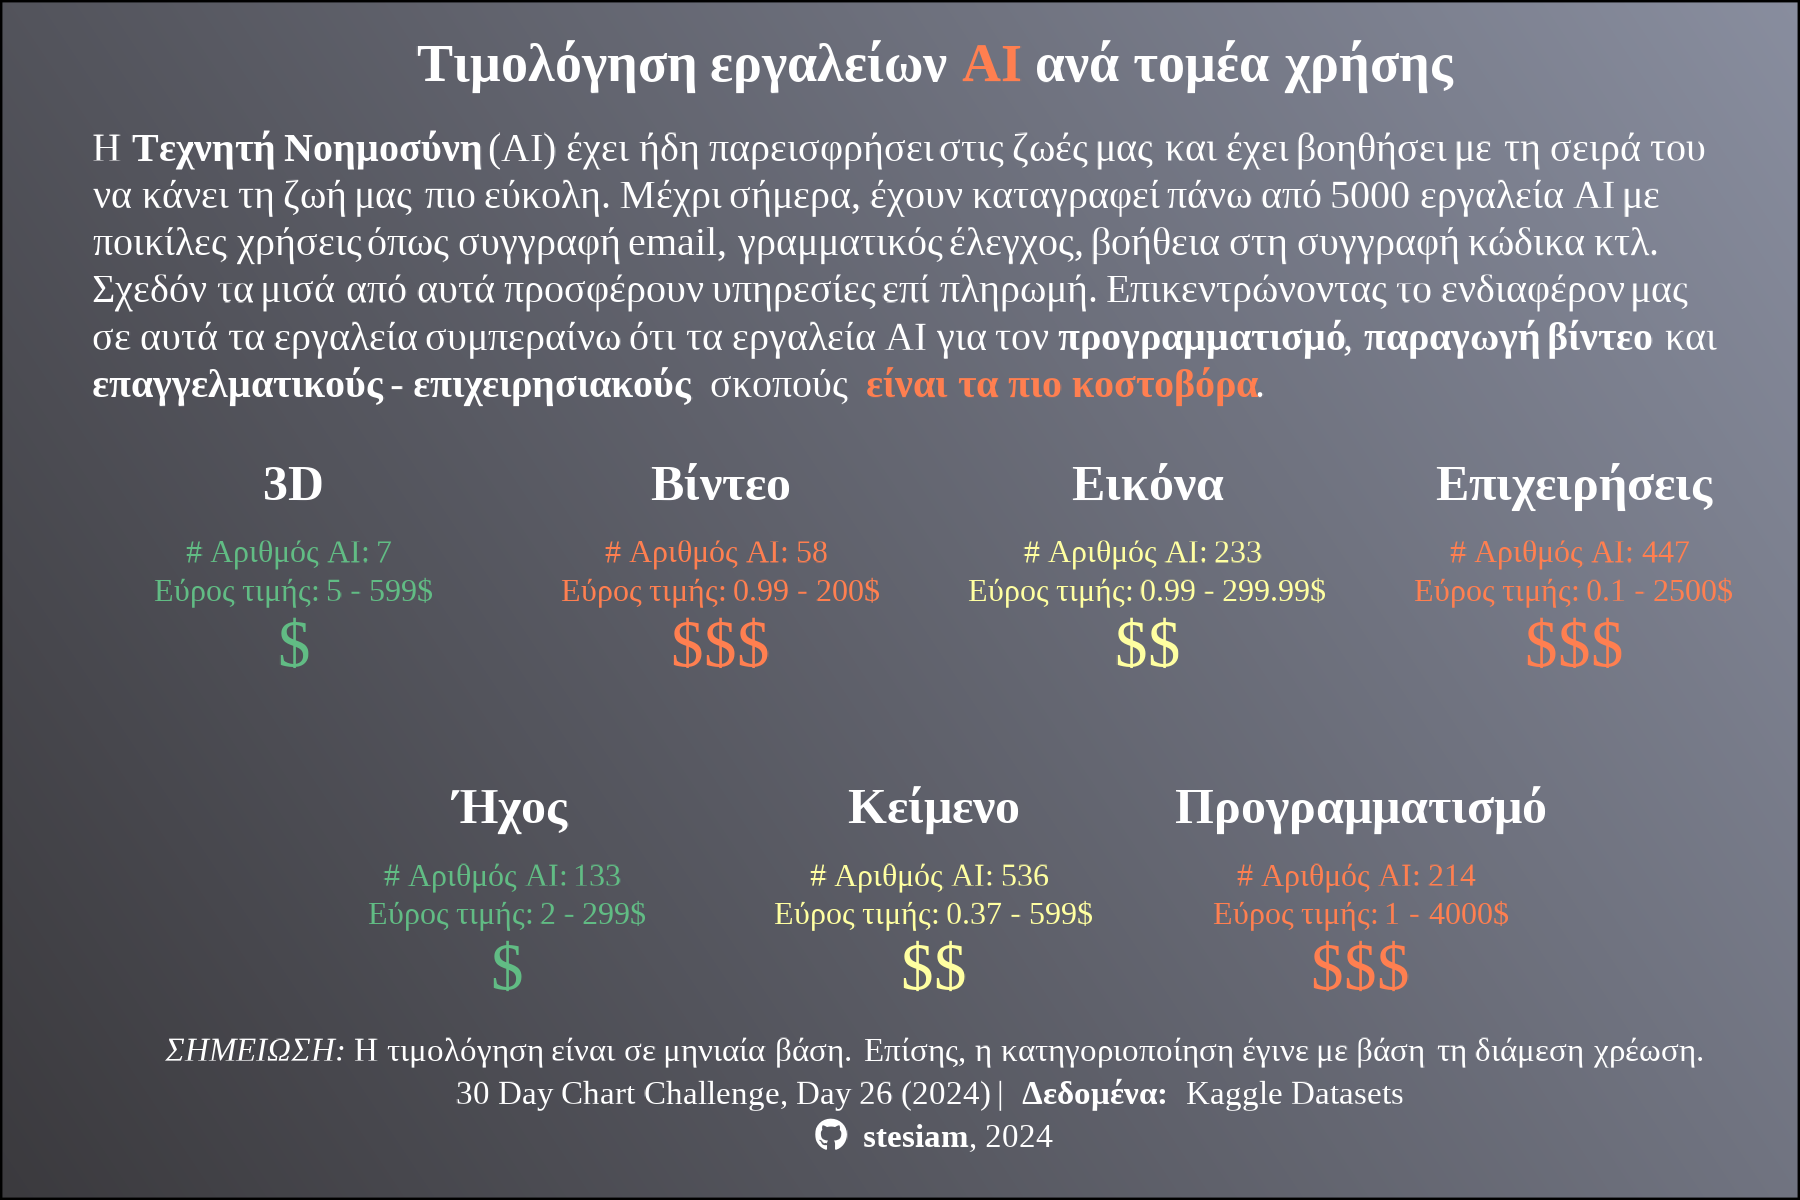 Τιμολόγηση εργαλείων AI ανά τομέα χρήσης
Η Τεχνητή Νοημοσύνη (AI) έχει ήδη παρεισφρήσει στις ζωές μας και έχει βοηθήσει με τη σειρά του
να κάνει τη ζωή μας πιο εύκολη. Μέχρι σήμερα, έχουν καταγραφεί πάνω από 5000 εργαλεία AI με
ποικίλες χρήσεις όπως συγγραφή email, γραμματικός έλεγχος, βοήθεια στη συγγραφή κώδικα κτλ.
Σχεδόν τα μισά από αυτά προσφέρουν υπηρεσίες επί πληρωμή. Επικεντρώνοντας το ενδιαφέρον μας
σε αυτά τα εργαλεία συμπεραίνω ότι τα εργαλεία AI για τον προγραμματισμό, παραγωγή βίντεο και
επαγγελματικούς - επιχειρησιακούς σκοπούς είναι τα πιο κοστοβόρα.
3D
# Αριθμός AI: 7
Εύρος τιμής: 5 - 599$
$
Βίντεο
# Αριθμός AI: 58
Εύρος τιμής: 0.99 - 200$
$$$
Εικόνα
# Αριθμός AI: 233
Εύρος τιμής: 0.99 - 299.99$
$$
Επιχειρήσεις
# Αριθμός AI: 447
Εύρος τιμής: 0.1 - 2500$
$$$
Ήχος
# Αριθμός AI: 133
Εύρος τιμής: 2 - 299$
$
Κείμενο
# Αριθμός AI: 536
Εύρος τιμής: 0.37 - 599$
$$
Προγραμματισμό
# Αριθμός AI: 214
Εύρος τιμής: 1 - 4000$
$$$
ΣΗΜΕΙΩΣΗ: Η τιμολόγηση είναι σε μηνιαία βάση. Επίσης, η κατηγοριοποίηση έγινε με βάση τη διάμεση χρέωση.
30 Day Chart Challenge, Day 26 (2024) | Δεδομένα: Kaggle Datasets
stesiam, 2024